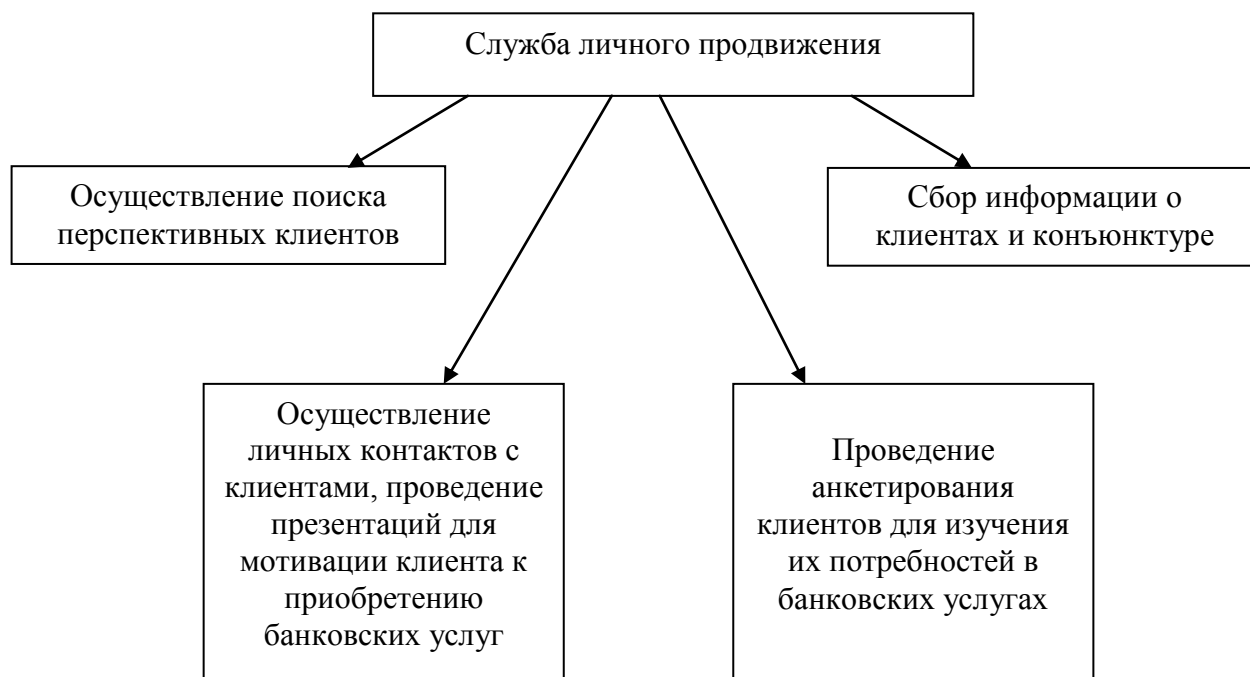 Служба личного продвижения
Осуществление поиска
перспективных клиентов
Сбор информации о
клиентах и конъюнктуре
Осуществление
личных контактов с
клиентами, проведение
презентаций для
мотивации клиента к
приобретению
банковских услуг
Проведение
анкетирования
клиентов для изучения
их потребностей в
банковских услугах